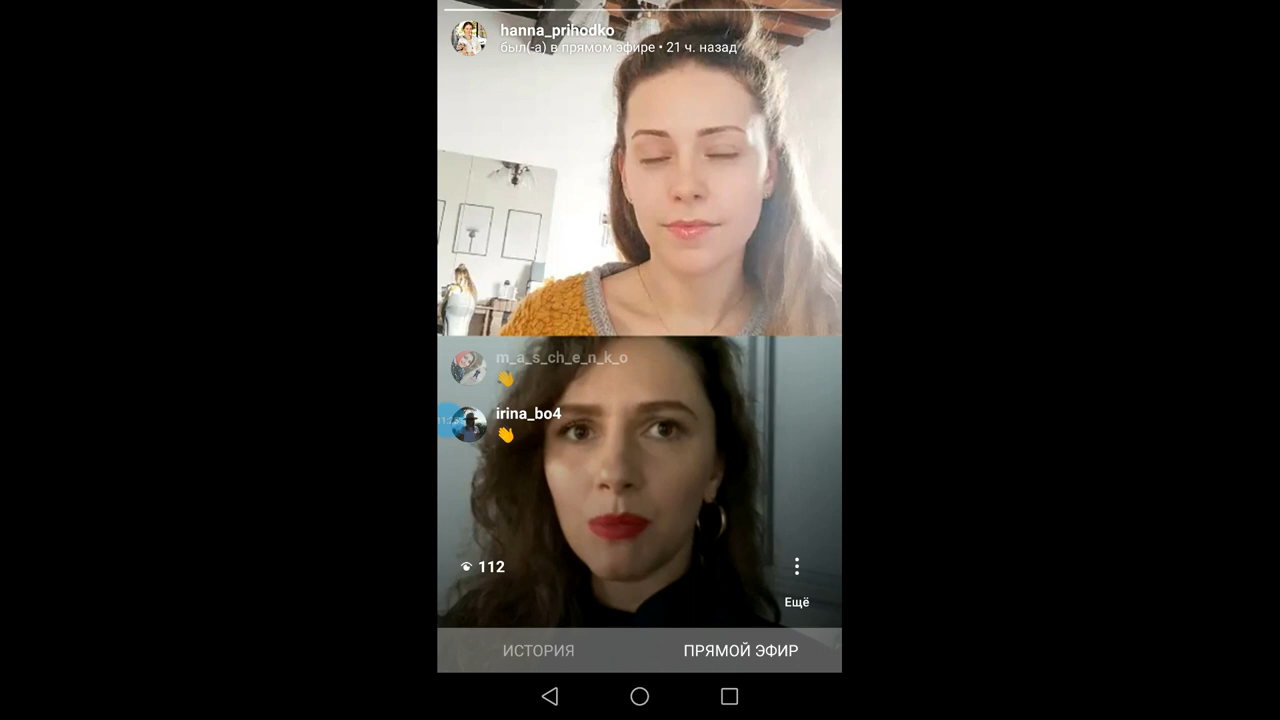 hanna_prihodko
был(-а) в прямом эфире • 21 ч. назад
m_a_s_ch_e_n_k_o
irina_bo4
112
Ещё
ИСТОРИЯ
ПРЯМОЙ ЭФИР